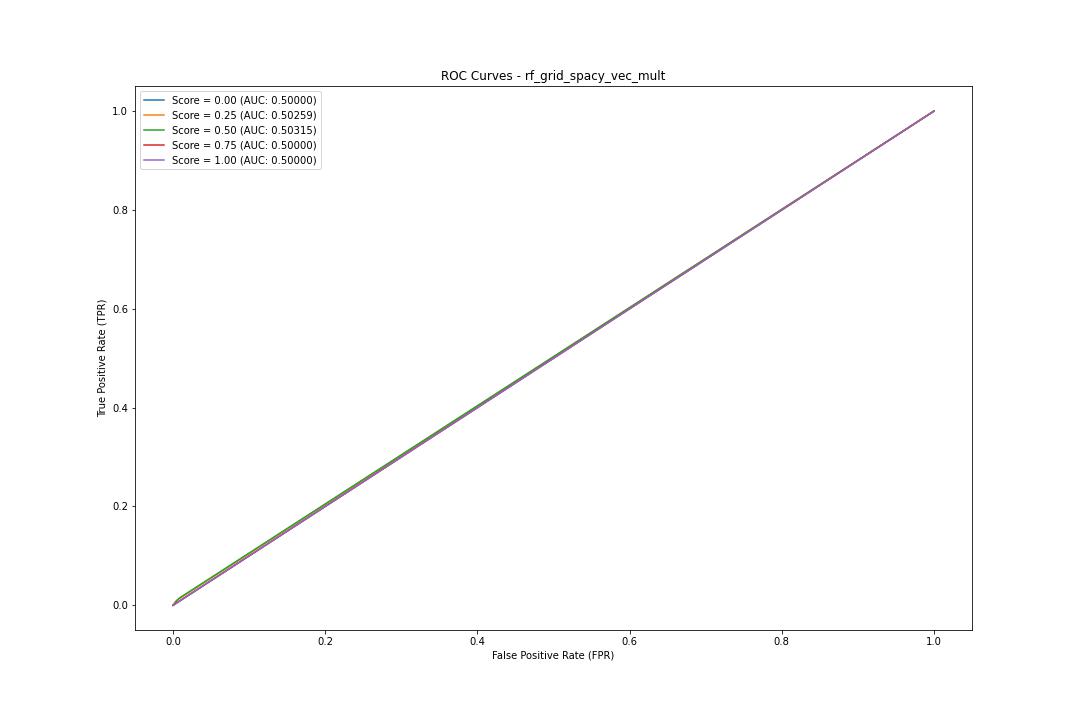 ROC Curves - rf_grid_spacy_vec_mult
Score = 0.00 (AUC: 0.50000)
Score = 0.25 (AUC: 0.50259)
Score = 0.50 (AUC: 0.50315)
Score = 0.75 (AUC: 0.50000)
Score = 1.00 (AUC: 0.50000)
1.0
0.8
0.6
0.4
0.2
0.0
True Positive Rate (TPR)
0.0 0.2 0.4 0.6 0.8 1.0
False Positive Rate (FPR)